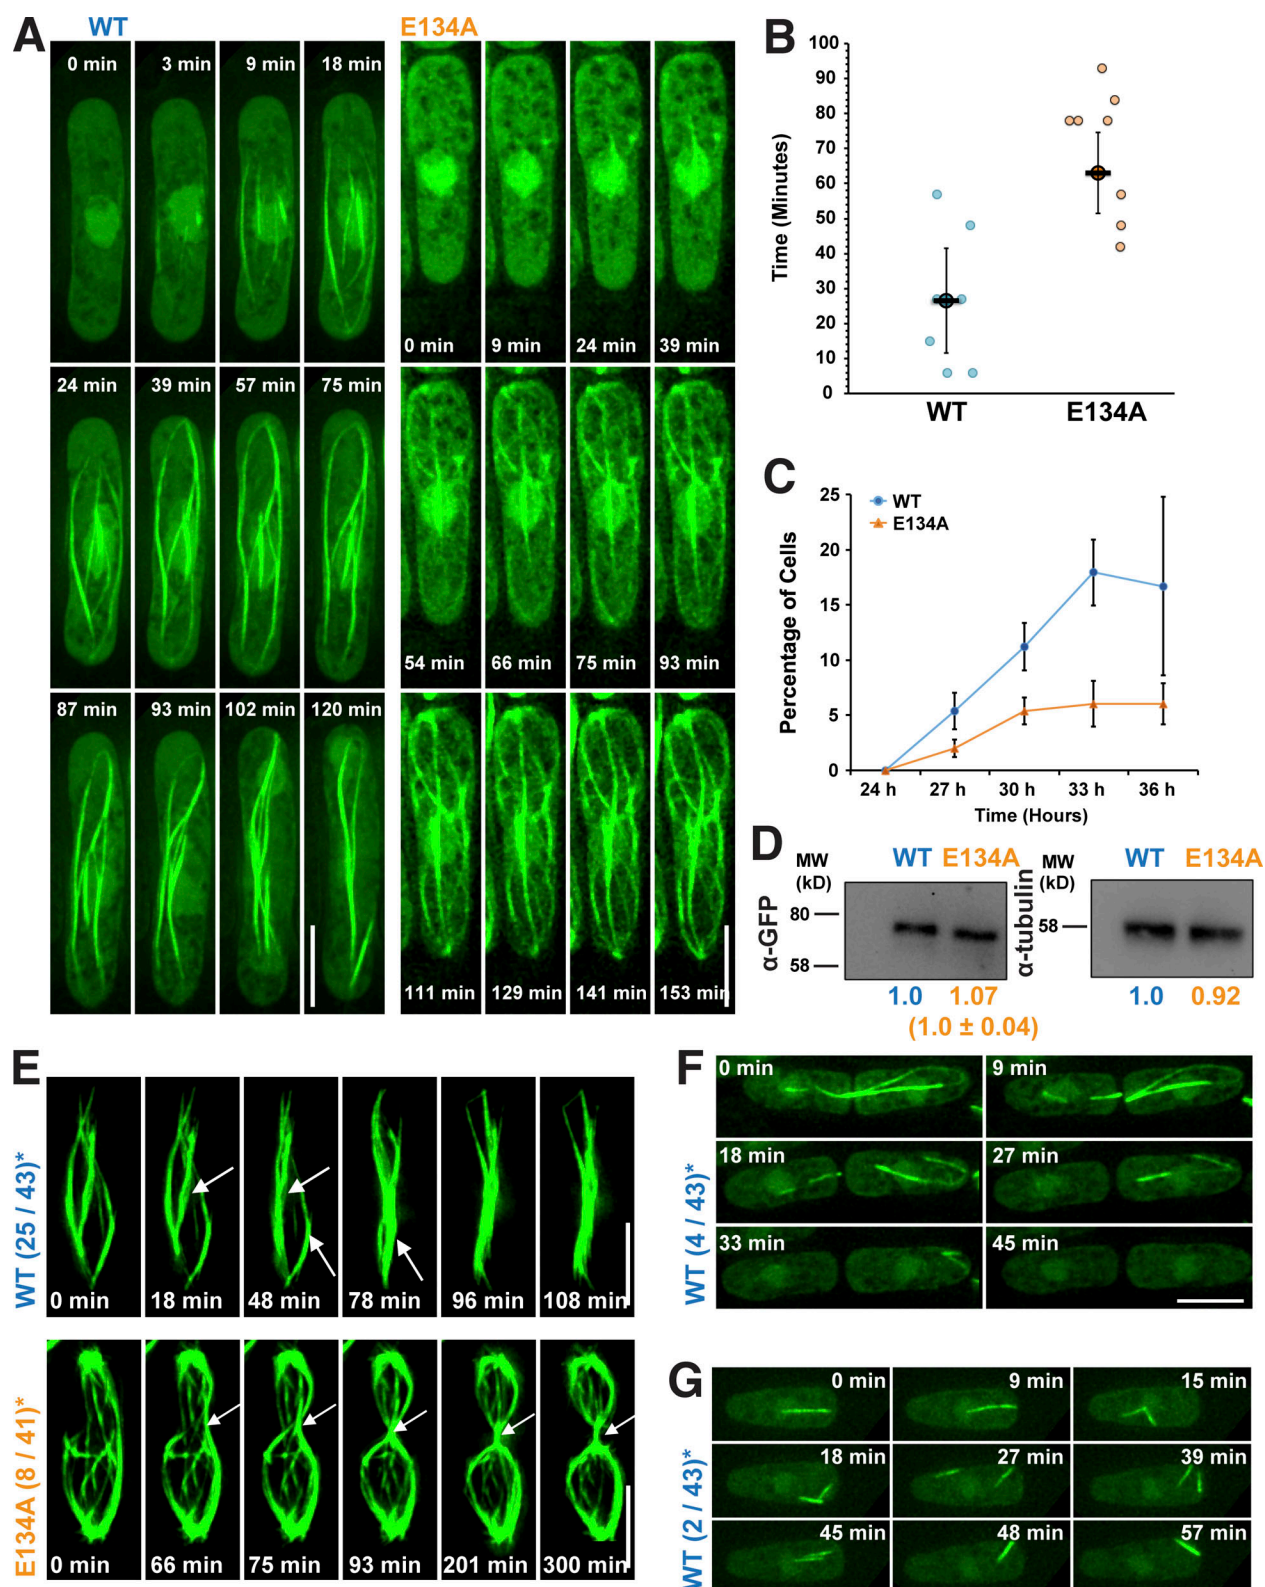 A
WT
E134A
0 min
3 min
9 min
18 min
24 min
39 min
57 min
75 min
87 min
93 min
102 min
120 min
0 min
9 min
24 min
39 min
54 min
66 min
75 min
93 min
111 min
129 min
141 min
153 min
B
Time (Minutes)
100
90
80
70
60
50
40
30
20
10
0
WT
E134A
C
Percentage of Cells
25
20
15
10
5
0
WT
E134A
24 h
27 h
30 h
33 h
36 h
Time (Hours)
D
MW
(kD)
WT
E134A
α-GFP
80
58
1.0
1.07
(1.0 ± 0.04)
MW
(kD)
WT
E134A
α-tubulin
58
1.0
0.92
E
WT (25 / 43)*
0 min
18 min
48 min
78 min
96 min
108 min
E134A (8 / 41)*
0 min
66 min
75 min
93 min
201 min
300 min
F
WT (4 / 43)*
0 min
9 min
18 min
27 min
33 min
45 min
G
WT (2 / 43)*
0 min
9 min
15 min
18 min
27 min
39 min
45 min
48 min
57 min